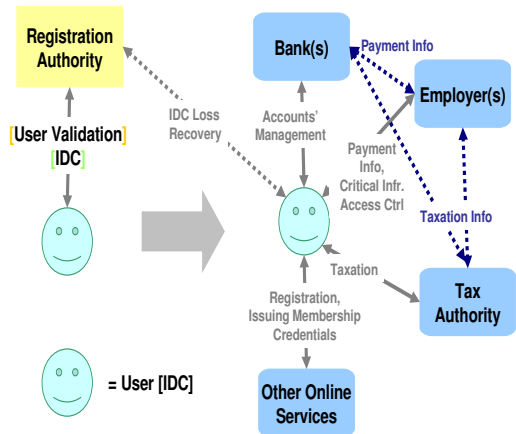 Registration
Authority
[User Validation]
[IDC]
= User [IDC]
IDC Loss
Recovery
Bank(s)
Payment Info
Employer(s)
Accounts'
Management
Payment
Info,
Critical Infr.
Access Ctrl
Taxation Info
Taxation
Tax
Authority
Registration,
Issuing Membership
Credentials
Other Online
Services